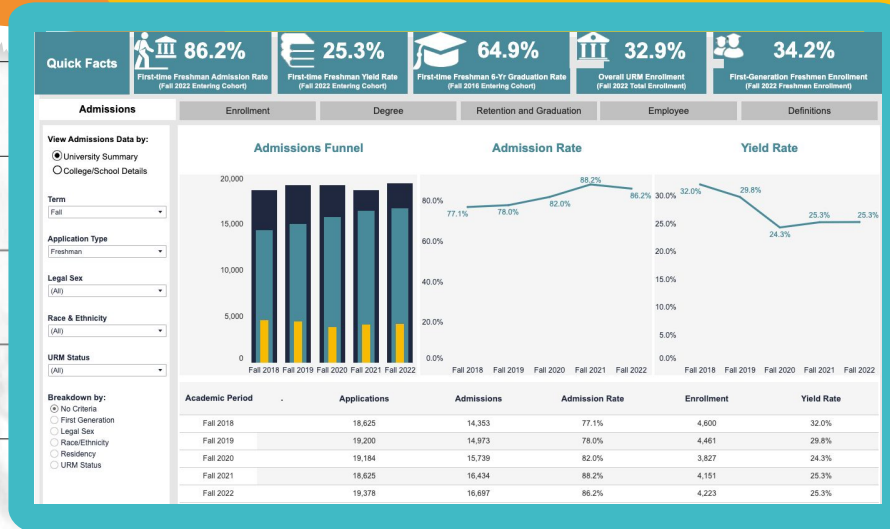 Quick Facts
86.2%
First-time Freshman Admission Rate
(Fall 2022 Entering Cohort)
25.3%
First-time Freshman Yield Rate
(Fall 2022 Entering Cohort)
64.9%
First-time Freshman 6-Yr Graduation Rate
(Fall 2016 Entering Cohort)
32.9%
Overall URM Enrollment
(Fall 2022 Total Enrollment)
34.2%
First-Generation Freshmen Enrollment
(Fall 2022 Freshmen Enrollment)
Admissions Enrollment Degree Retention and Graduation Employee Definitions
View Admissions Data by:
University Summary
College/School Details
Term
Fall
Application Type
Freshman
Legal Sex
(All)
Race & Ethnicity
(All)
URM Status
(All)
Breakdown by:
No Criteria
First Generation
Legal Sex
Race/Ethnicity
Residency
URM Status
Admissions Funnel
20,000
15,000
10,000
5,000
0
Fall 2018 Fall 2019 Fall 2020 Fall 2021 Fall 2022
Admission Rate
80.0%
60.0%
40.0%
20.0%
0.0%
77.1% 78.0% 82.0% 88.2% 86.2%
Fall 2018 Fall 2019 Fall 2020 Fall 2021 Fall 2022
Yield Rate
30.0%
25.0%
20.0%
15.0%
10.0%
5.0%
0.0%
32.0% 29.8% 24.3% 25.3% 25.3%
Fall 2018 Fall 2019 Fall 2020 Fall 2021 Fall 2022
Academic Period . Applications Admissions Admission Rate Enrollment Yield Rate
Fall 2018 18,625 14,353 77.1% 4,600 32.0%
Fall 2019 19,200 14,973 78.0% 4,461 29.8%
Fall 2020 19,184 15,739 82.0% 3,827 24.3%
Fall 2021 18,625 16,434 88.2% 4,151 25.3%
Fall 2022 19,378 16,697 86.2% 4,223 25.3%